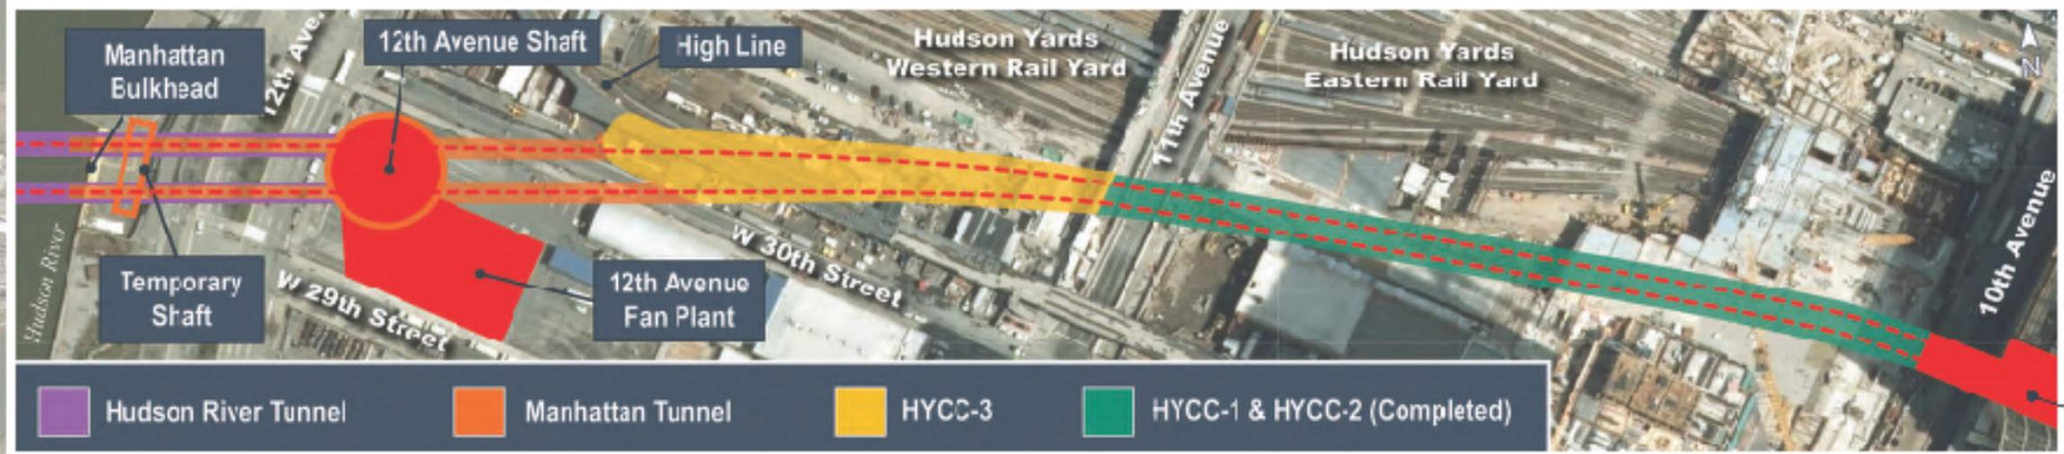 Manhattan
Bulkhead
12th Ave.
12th Avenue Shaft
High Line
Hudson Yards
Western Rail Yard
11th Avenue
Hudson Yards
Eastern Rail Yard
N
10th Avenue
Hudson River
Temporary
Shaft
W 29th Street
12th Avenue
Fan Plant
W 30th Street
Hudson River Tunnel
Manhattan Tunnel
HYCC-3
HYCC-1 & HYCC-2 (Completed)